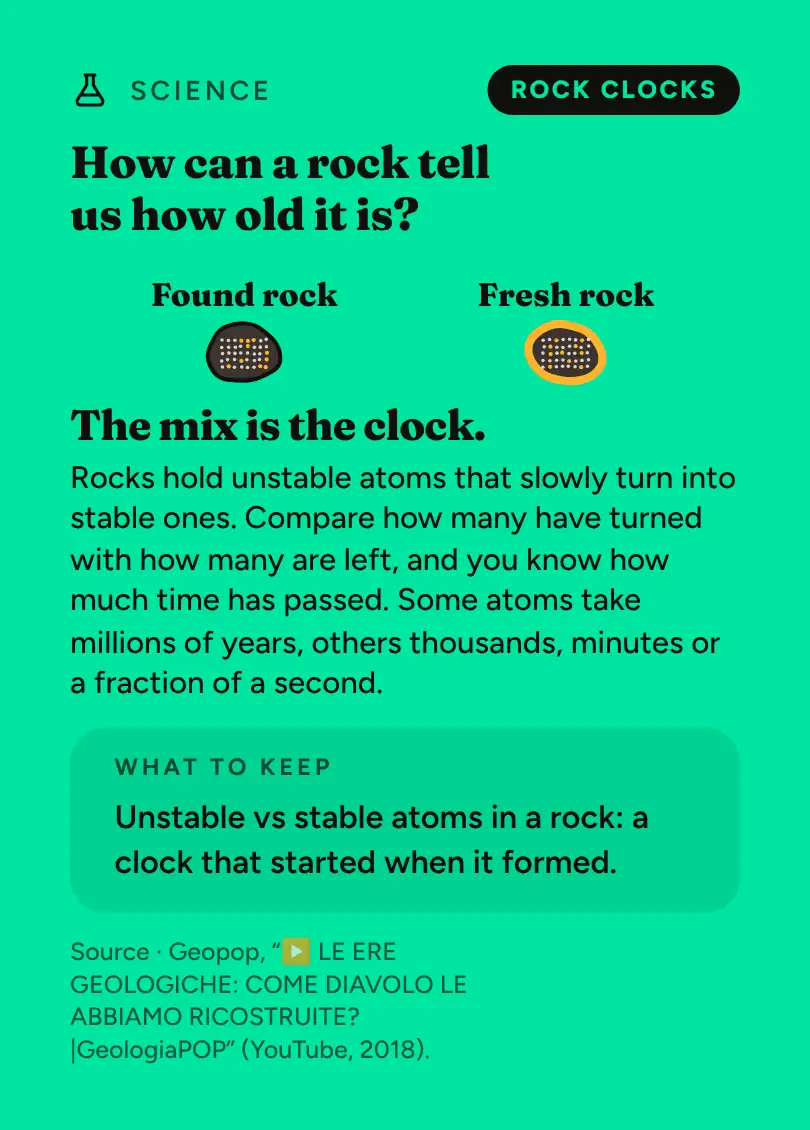 SCIENCE
ROCK CLOCKS
How can a rock tell
us how old it is?
Found rock
Fresh rock
The mix is the clock.
Rocks hold unstable atoms that slowly turn into
stable ones. Compare how many have turned
with how many are left, and you know how
much time has passed. Some atoms take
millions of years, others thousands, minutes or
a fraction of a second.
WHAT TO KEEP
Unstable vs stable atoms in a rock: a
clock that started when it formed.
Source · Geopop, “▶️ LE ERE
GEOLOGICHE: COME DIAVOLO LE
ABBIAMO RICOSTRUITE?
|GeologiaPOP” (YouTube, 2018).